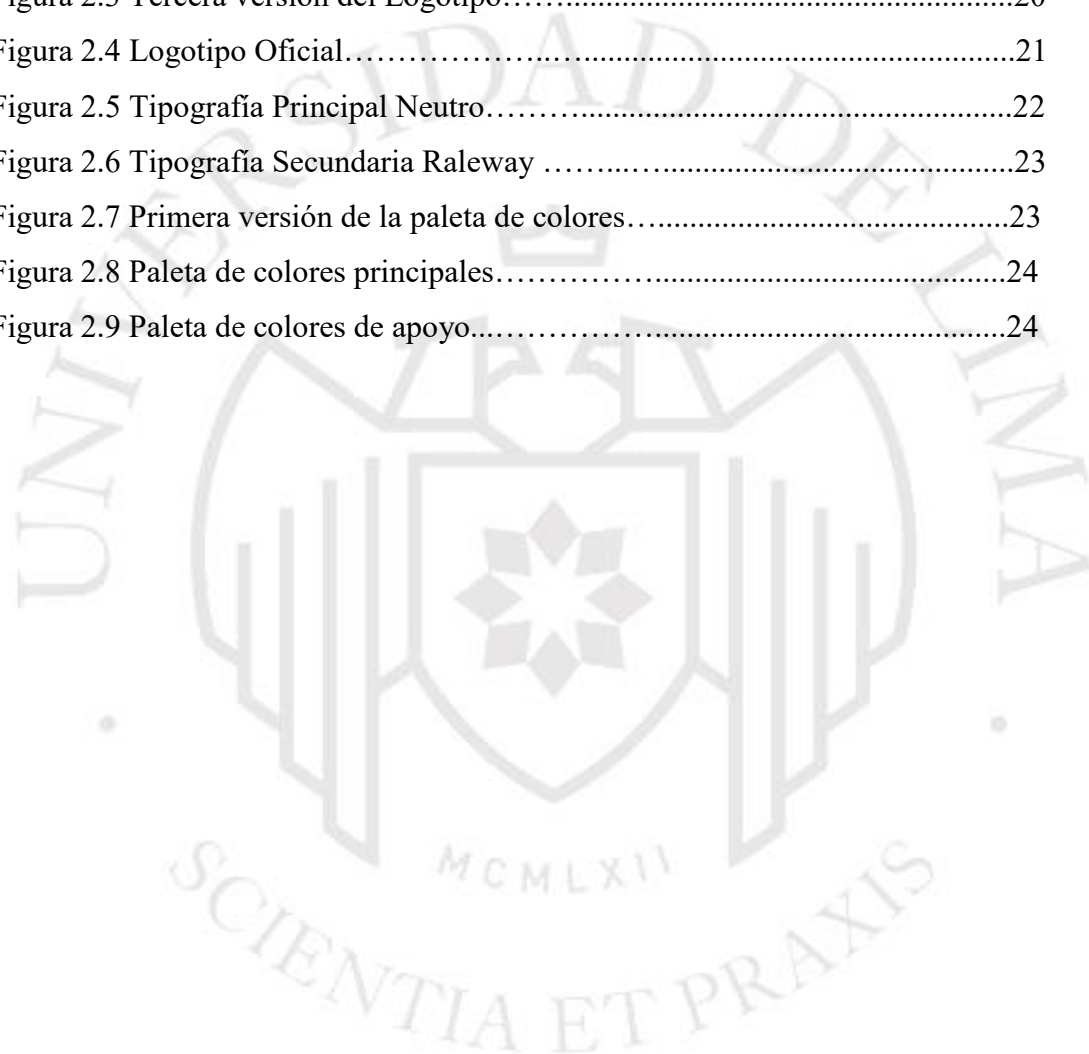 Figura 2.3 Tercera versión del Logotipo……..........................................................20
Figura 2.4 Logotipo Oficial……………….…........................................................21
Figura 2.5 Tipografía Principal Neutro………........................................................22
Figura 2.6 Tipografía Secundaria Raleway ……...…...............................................23
Figura 2.7 Primera versión de la paleta de colores…...............................................23
Figura 2.8 Paleta de colores principales……………...............................................24
Figura 2.9 Paleta de colores de apoyo...………………............................................24
UNIVERSIDAD DE LIMA
MCMLXII
SCIENTIA ET PRAXIS